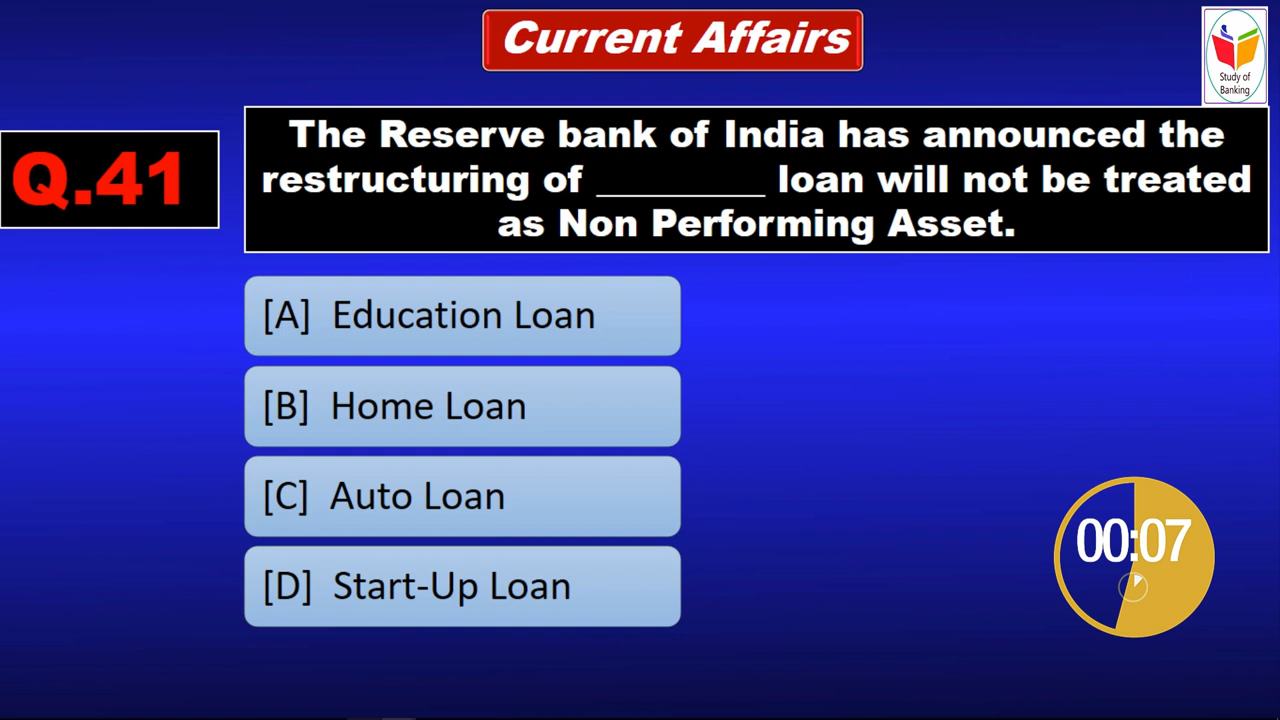 Current Affairs
Study of
Banking
Q.41
The Reserve bank of India has announced the
restructuring of ________ loan will not be treated
as Non Performing Asset.
[A] Education Loan
[B] Home Loan
[C] Auto Loan
[D] Start-Up Loan
00:07